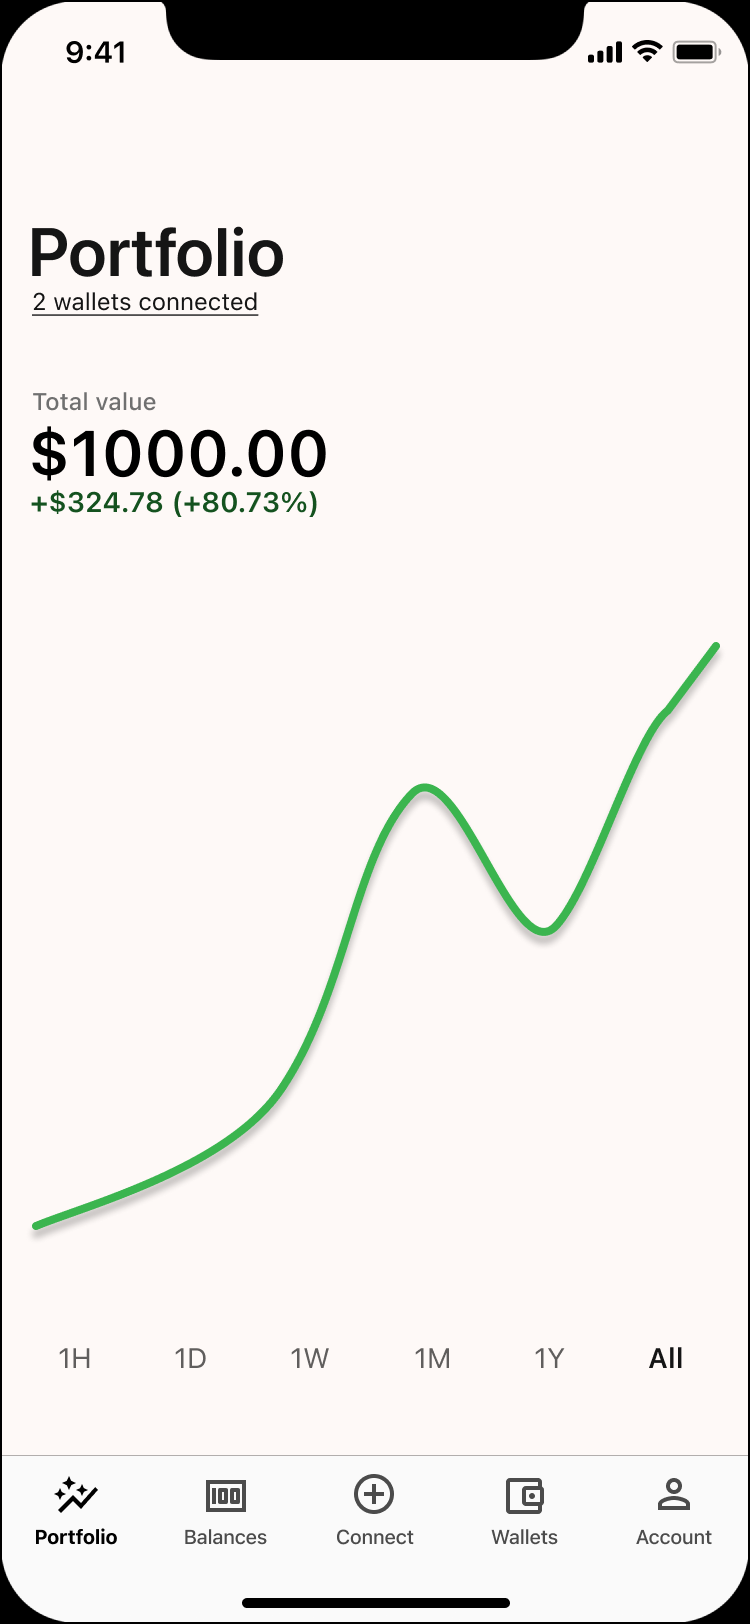 9:41
Portfolio
2 wallets connected
Total value
$1000.00
+$324.78 (+80.73%)
1H 1D 1W 1M 1Y All
100
Portfolio Balances Connect Wallets Account